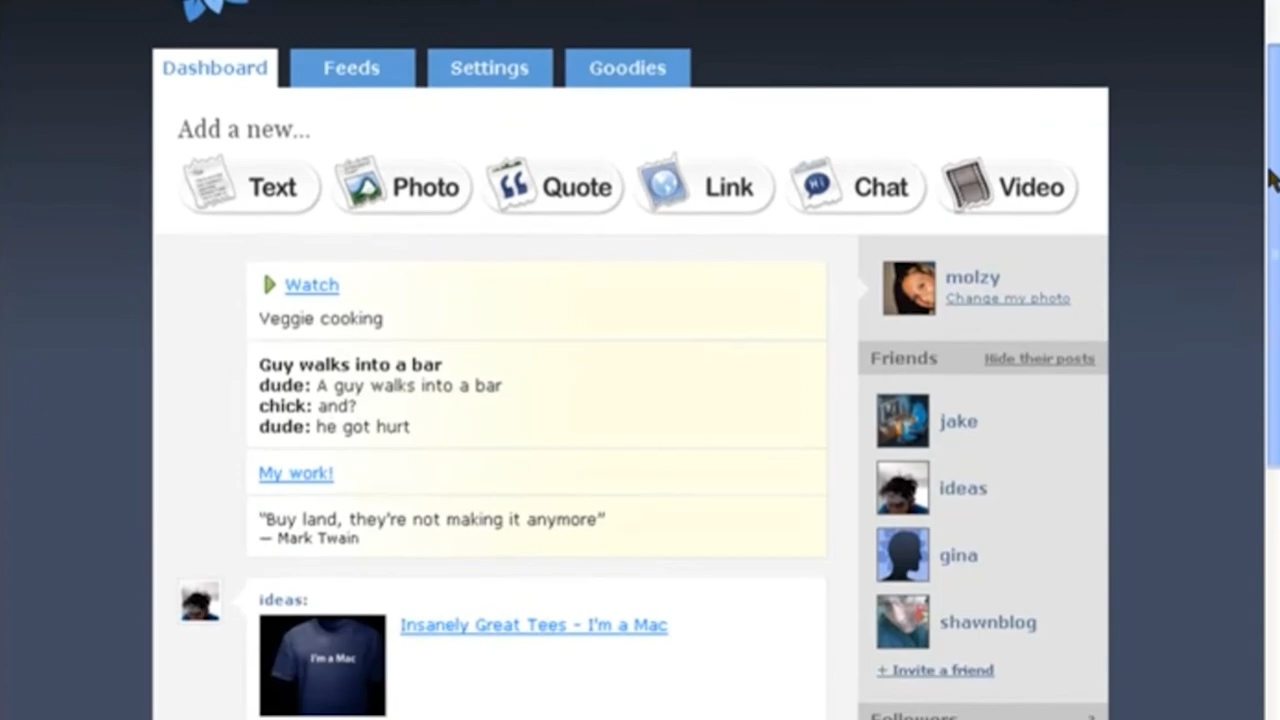 Dashboard
Feeds
Settings
Goodies
Add a new...
Text
Photo
Quote
Link
Chat
Video
Watch
Veggie cooking
Guy walks into a bar
dude: A guy walks into a bar
chick: and?
dude: he got hurt
My work!
“Buy land, they're not making it anymore”
— Mark Twain
ideas:
I'm a Mac
Insanely Great Tees - I'm a Mac
molzy
Change my photo
Friends
Hide their posts
jake
ideas
gina
shawnblog
+ Invite a friend
Followers